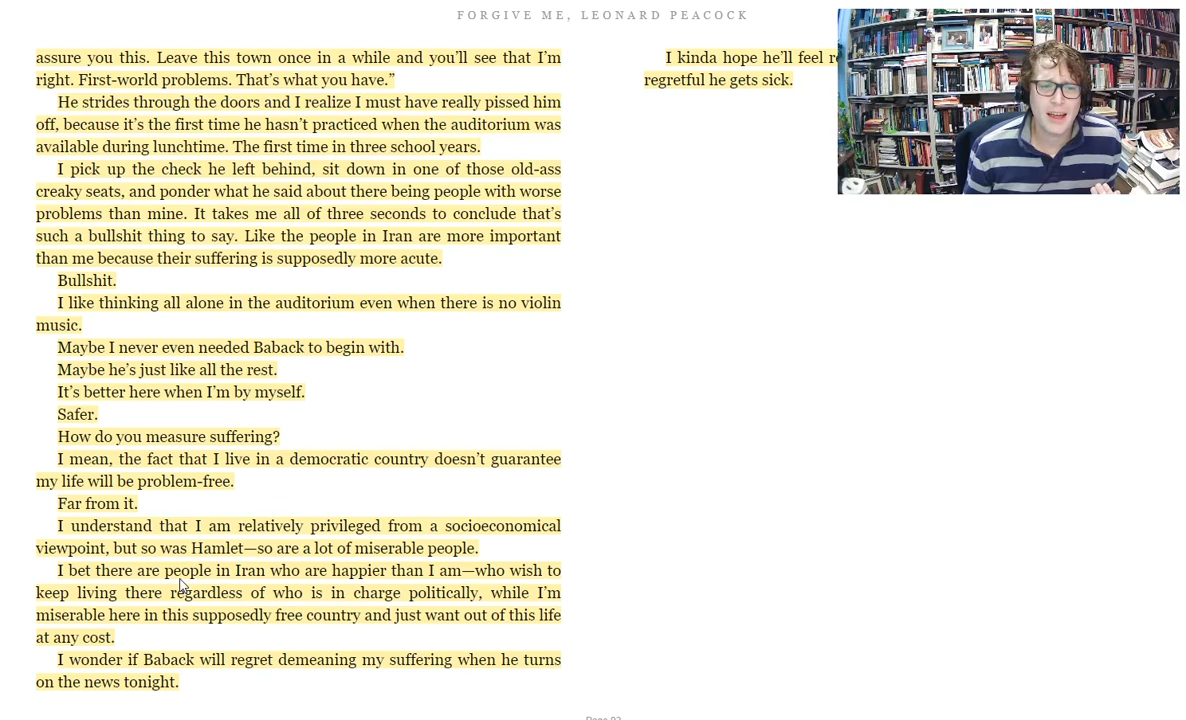 FORGIVE ME, LEONARD PEACOCK
assure you this. Leave this town once in a while and you’ll see that I’m
right. First-world problems. That’s what you have.”
He strides through the doors and I realize I must have really pissed him
off, because it’s the first time he hasn’t practiced when the auditorium was
available during lunchtime. The first time in three school years.
I pick up the check he left behind, sit down in one of those old-ass
creaky seats, and ponder what he said about there being people with worse
problems than mine. It takes me all of three seconds to conclude that’s
such a bullshit thing to say. Like the people in Iran are more important
than me because their suffering is supposedly more acute.
Bullshit.
I like thinking all alone in the auditorium even when there is no violin
music.
Maybe I never even needed Baback to begin with.
Maybe he’s just like all the rest.
It’s better here when I’m by myself.
Safer.
How do you measure suffering?
I mean, the fact that I live in a democratic country doesn’t guarantee
my life will be problem-free.
Far from it.
I understand that I am relatively privileged from a socioeconomical
viewpoint, but so was Hamlet—so are a lot of miserable people.
I bet there are people in Iran who are happier than I am—who wish to
keep living there regardless of who is in charge politically, while I’m
miserable here in this supposedly free country and just want out of this life
at any cost.
I wonder if Baback will regret demeaning my suffering when he turns
on the news tonight.
I kinda hope he’ll feel
regretful he gets sick.